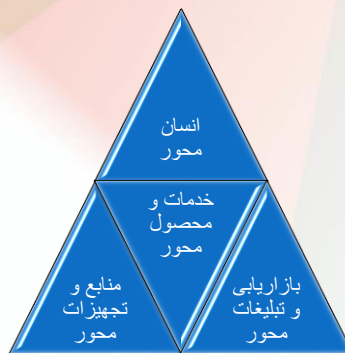 انسان
محور
خدمات و
محصول
محور
بازاریابی
و تبلیغات
محور
منابع و
تجهیزات
محور